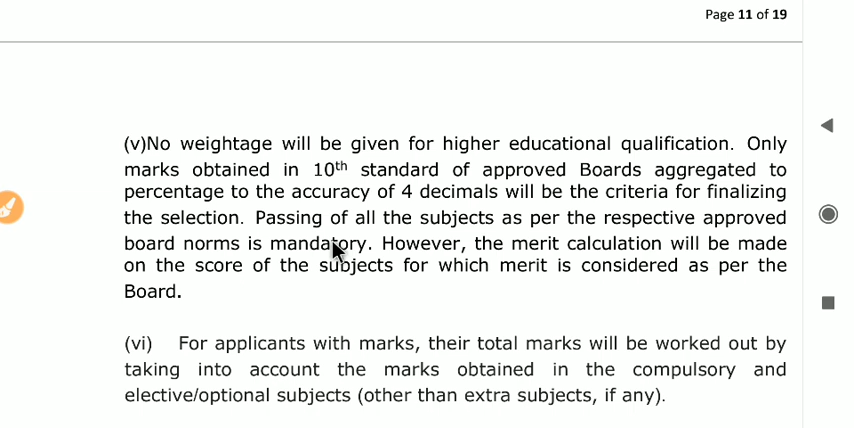 Page 11 of 19
(v)No weightage will be given for higher educational qualification. Only
marks obtained in 10th standard of approved Boards aggregated to
percentage to the accuracy of 4 decimals will be the criteria for finalizing
the selection. Passing of all the subjects as per the respective approved
board norms is mandatory. However, the merit calculation will be made
on the score of the subjects for which merit is considered as per the
Board.
(vi) For applicants with marks, their total marks will be worked out by
taking into account the marks obtained in the compulsory and
elective/optional subjects (other than extra subjects, if any).